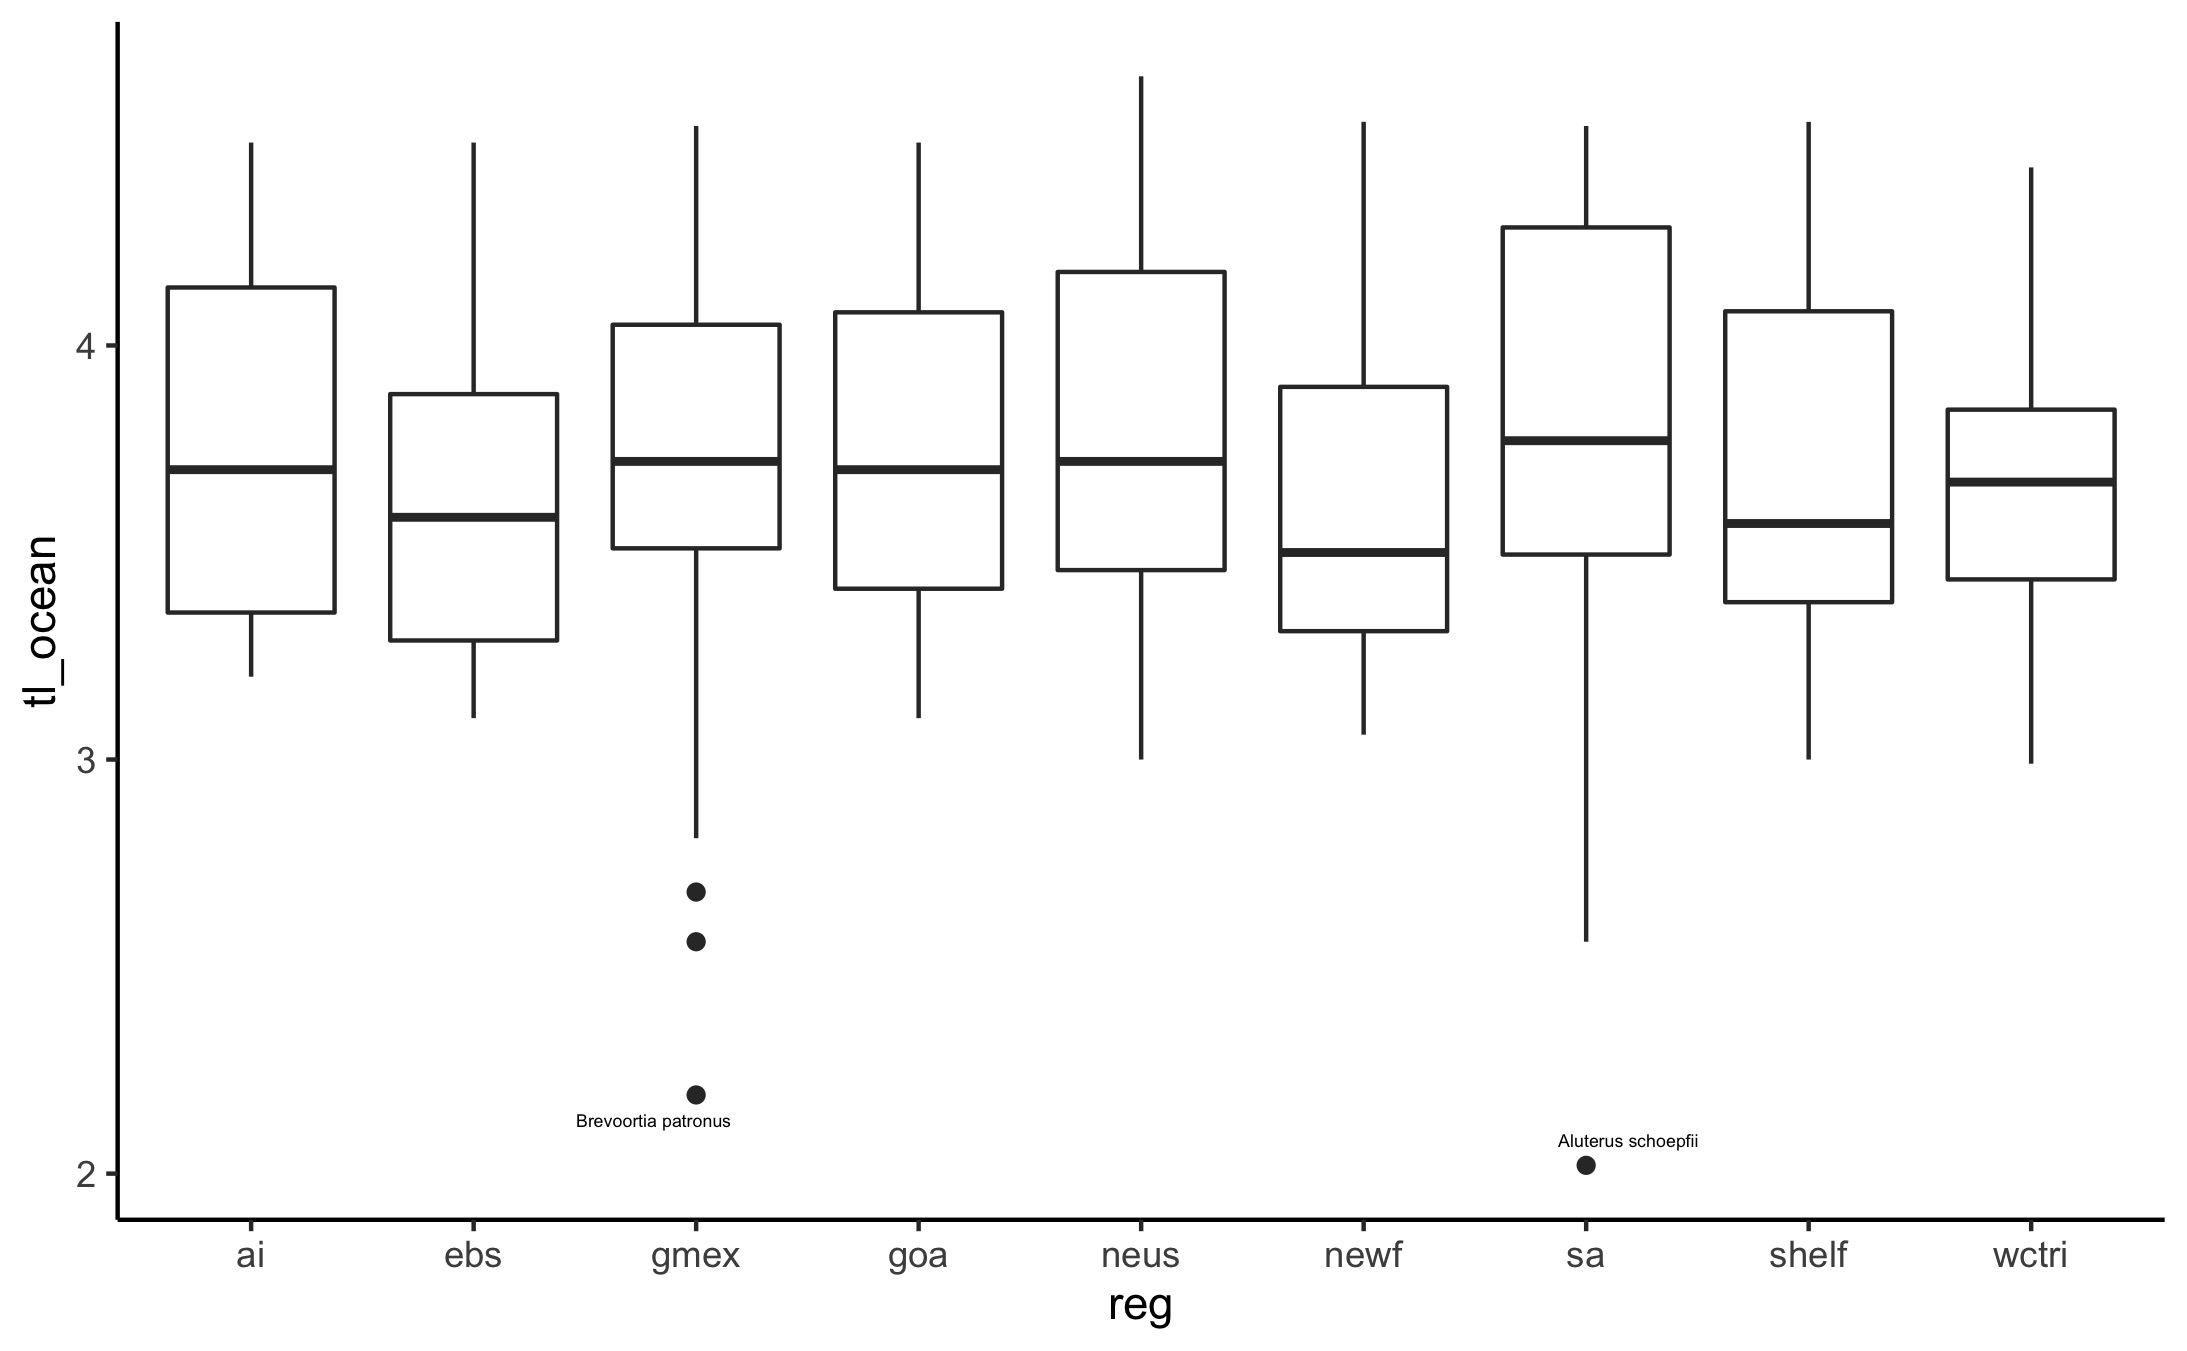 tl_ocean
4
3
2
Brevoortia patronus
Aluterus schoepfii
ai ebs gmex goa neus newf sa shelf wctri
reg